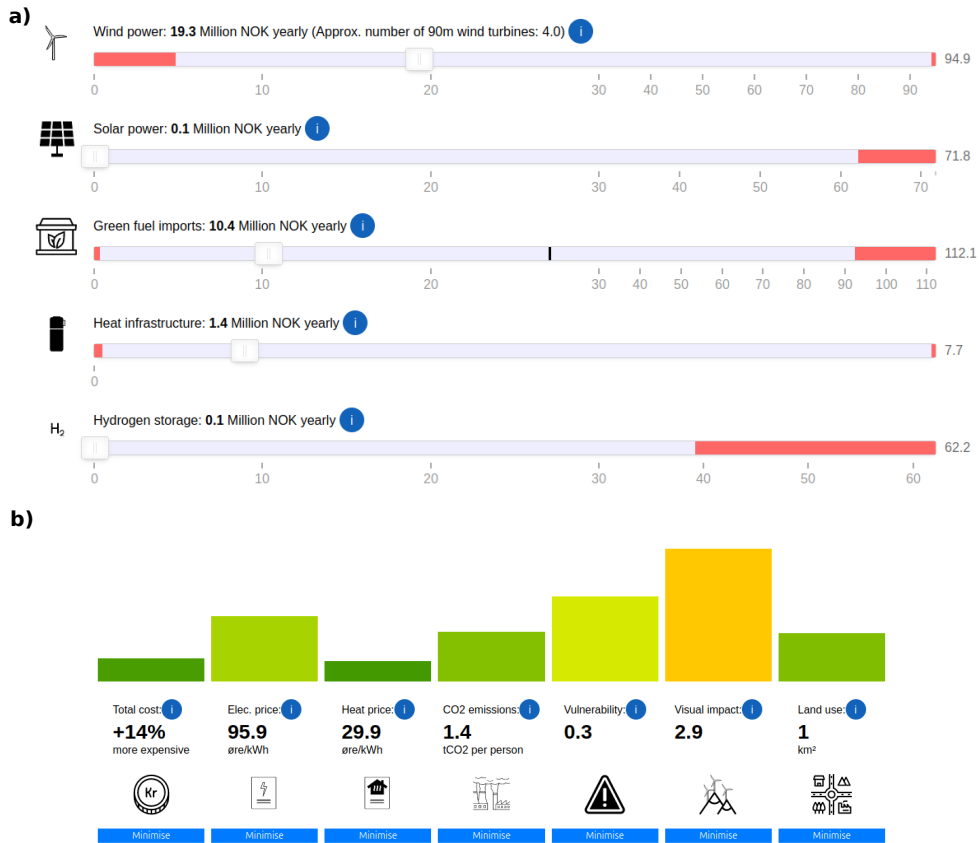 a)
Wind power: 19.3 Million NOK yearly (Approx. number of 90m wind turbines: 4.0) i
94.9
0 10 20 30 40 50 60 70 80 90
Solar power: 0.1 Million NOK yearly i
71.8
0 10 20 30 40 50 60 70
Green fuel imports: 10.4 Million NOK yearly i
112.1
0 10 20 30 40 50 60 70 80 90 100 110
Heat infrastructure: 1.4 Million NOK yearly i
7.7
0
H₂ Hydrogen storage: 0.1 Million NOK yearly i
62.2
0 10 20 30 40 50 60
b)
Total cost: i Elec. price: i Heat price: i CO2 emissions: i Vulnerability: i Visual impact: i Land use: i
+14% 95.9 29.9 1.4 0.3 2.9 1
more expensive øre/kWh øre/kWh tCO2 per person km²
Kr
Minimise Minimise Minimise Minimise Minimise Minimise Minimise